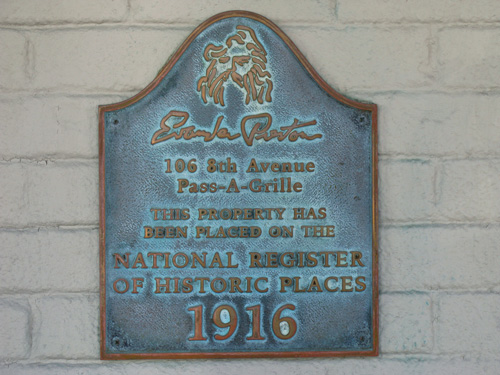 Evander Preston
106 8th Avenue
Pass-A-Grille
THIS PROPERTY HAS
BEEN PLACED ON THE
NATIONAL REGISTER
OF HISTORIC PLACES
1916